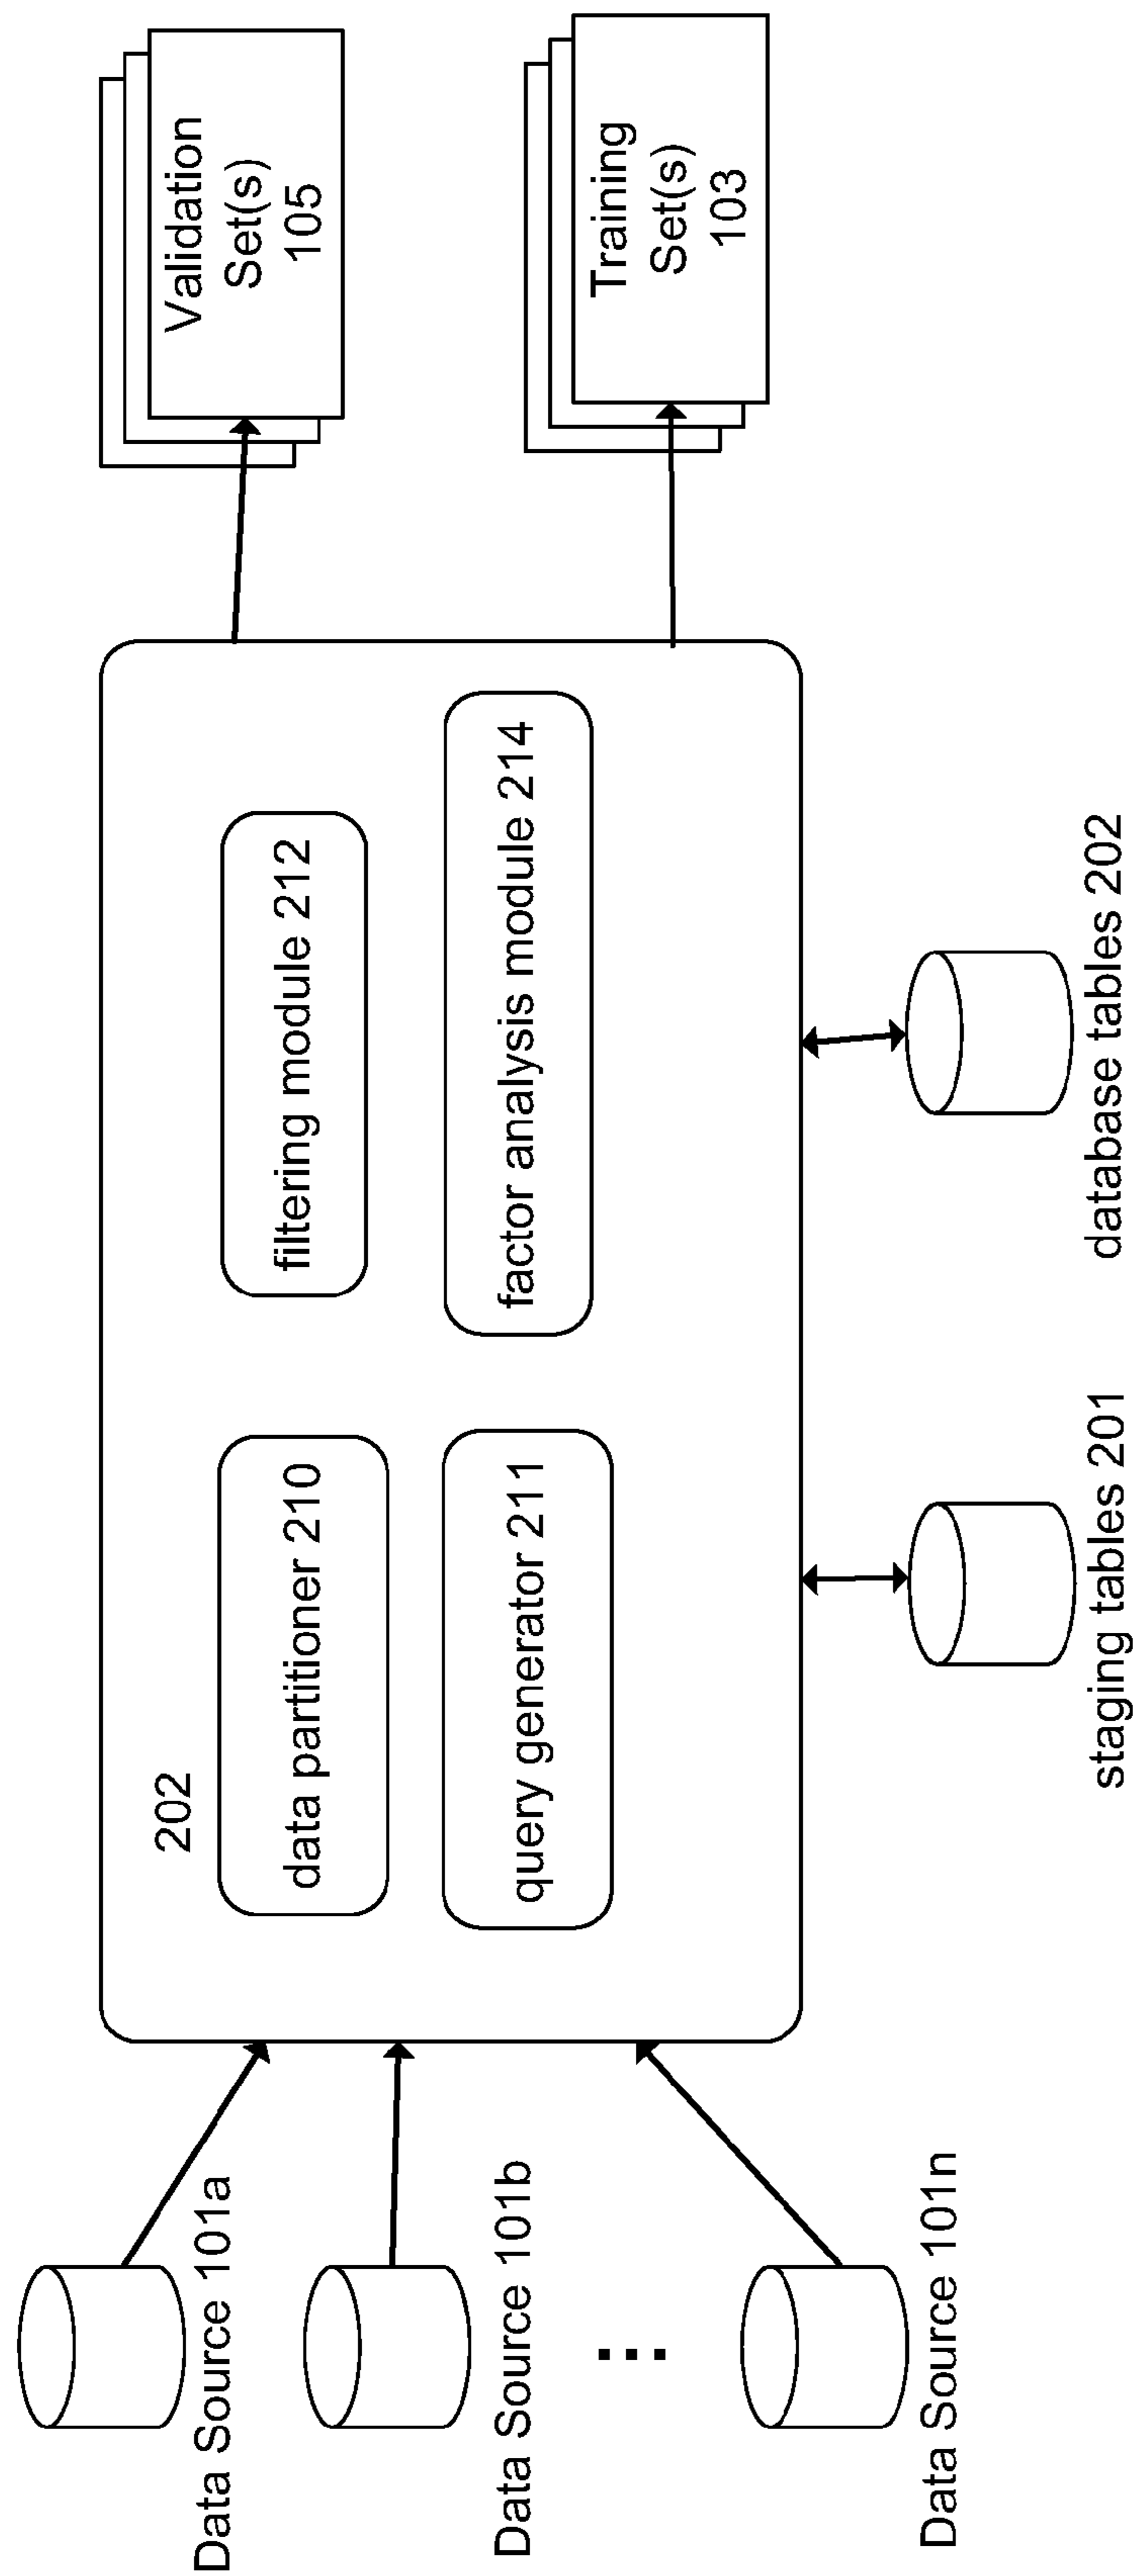 Data Source 101a
Data Source 101b
...
Data Source 101n
202
data partitioner 210
filtering module 212
query generator 211
factor analysis module 214
staging tables 201
database tables 202
Validation
Set(s)
105
Training
Set(s)
103